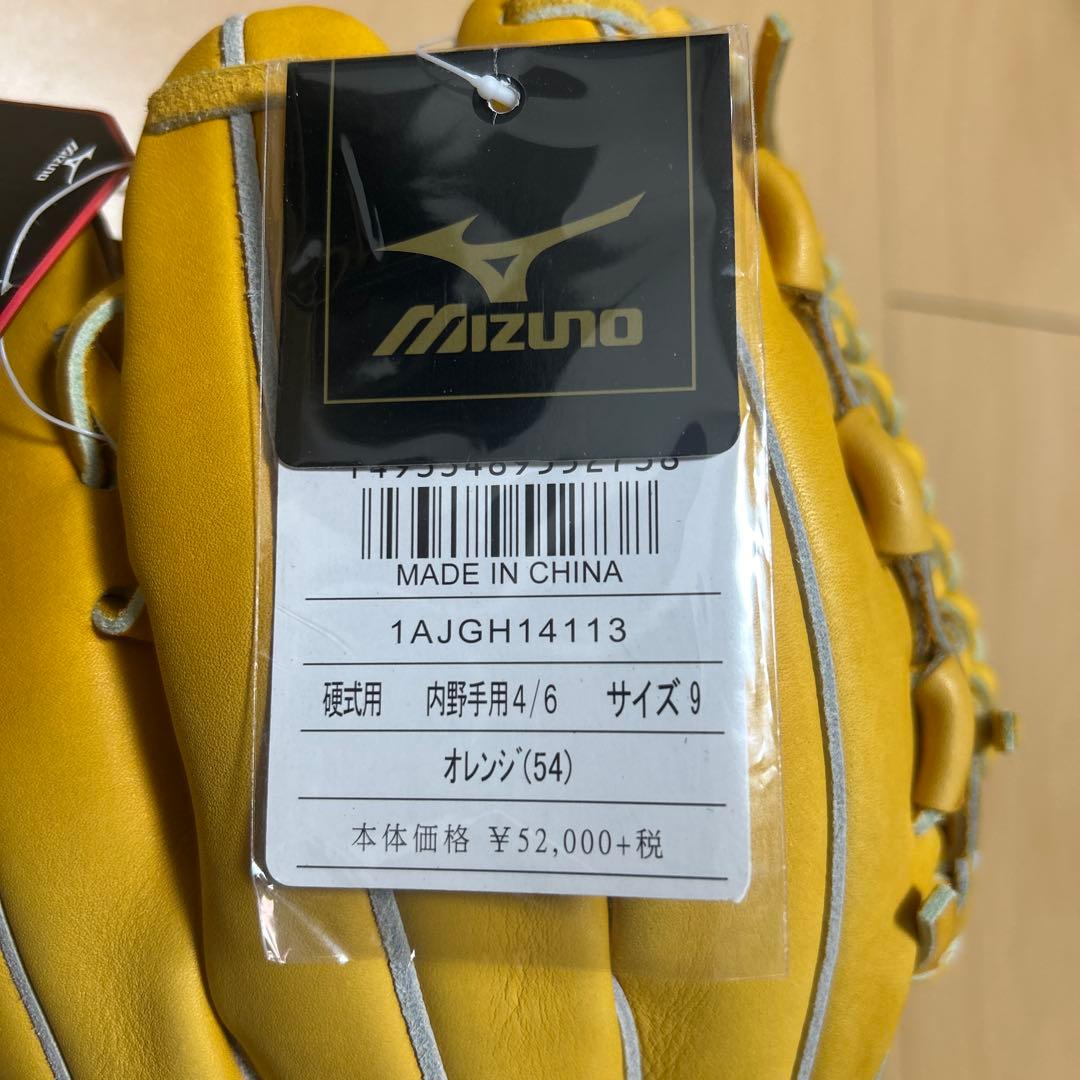 MIZUNO
MIZUNO
MADE IN CHINA
1AJGH14113
硬式用 内野手用4/6 サイズ9
オレンジ(54)
本体価格 ¥52,000+税